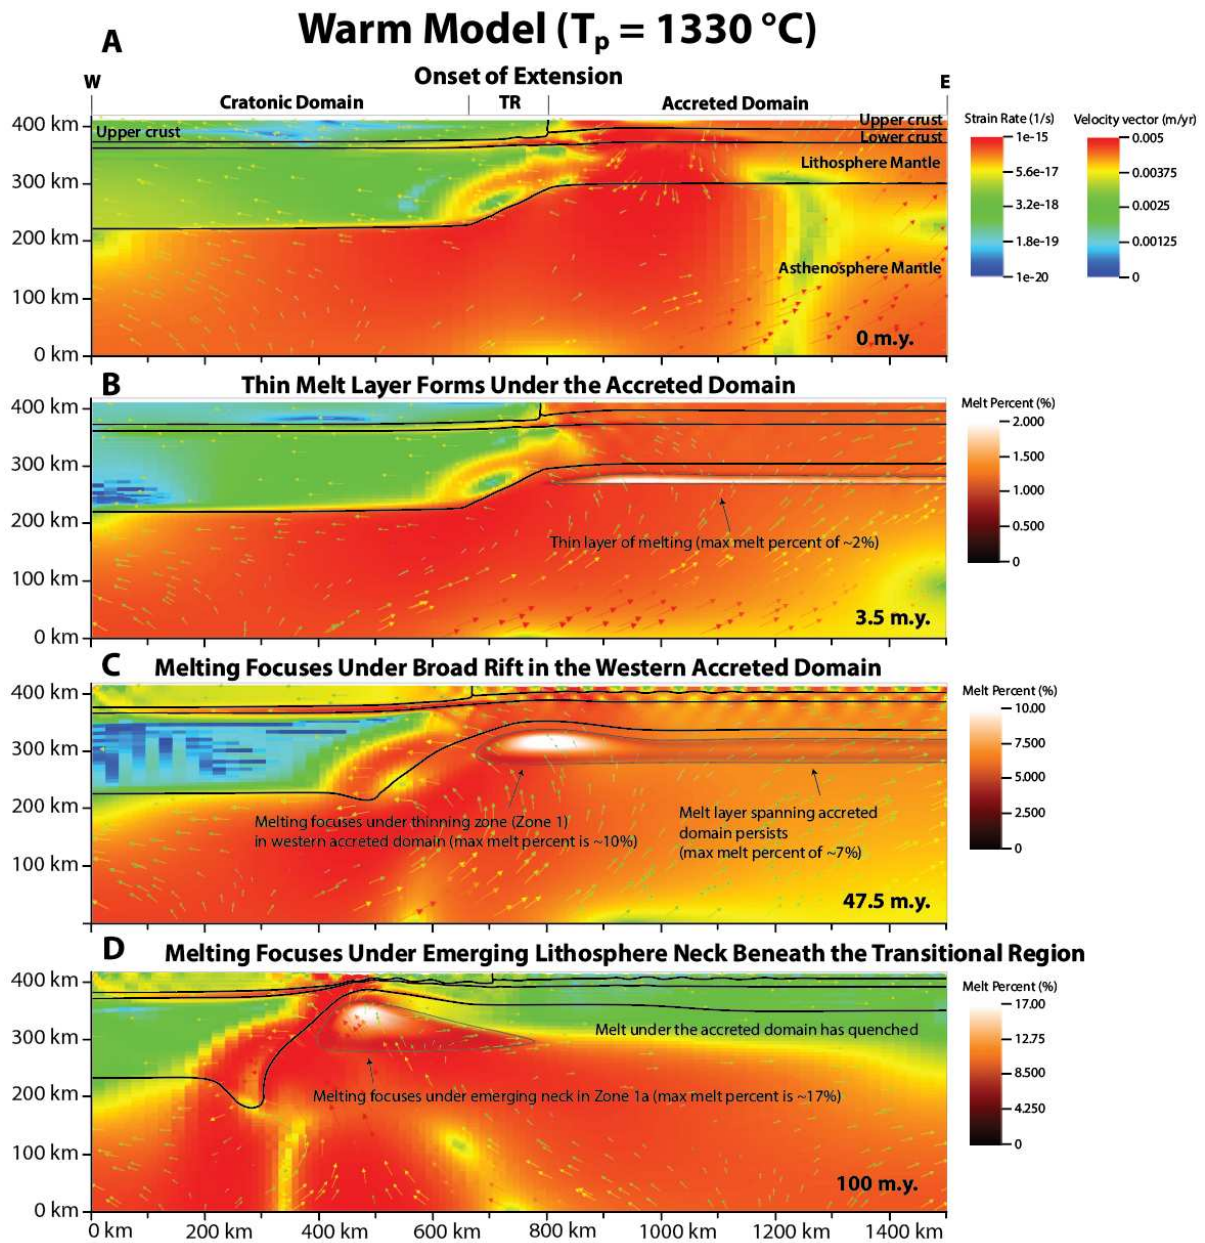 A
Warm Model (Tp = 1330 °C)
Onset of Extension
W
Cratonic Domain
TR
Accreted Domain
E
400 km
300 km
200 km
100 km
0 km
Upper crust
Upper crust
Lower crust
Lithosphere Mantle
Asthenosphere Mantle
0 m.y.
Strain Rate (1/s)
1e-15
5.6e-17
3.2e-18
1.8e-19
1e-20
Velocity vector (m/yr)
0.005
0.00375
0.0025
0.00125
0
B
Thin Melt Layer Forms Under the Accreted Domain
400 km
300 km
200 km
100 km
0 km
Thin layer of melting (max melt percent of ~2%)
3.5 m.y.
Melt Percent (%)
2.000
1.500
1.000
0.500
0
C
Melting Focuses Under Broad Rift in the Western Accreted Domain
400 km
300 km
200 km
100 km
Melting focuses under thinning zone (Zone 1)
in western accreted domain (max melt percent is ~10%)
Melt layer spanning accreted
domain persists
(max melt percent of ~7%)
47.5 m.y.
Melt Percent (%)
10.00
7.500
5.000
2.500
0
D
Melting Focuses Under Emerging Lithosphere Neck Beneath the Transitional Region
400 km
300 km
200 km
100 km
0 km
Melt under the accreted domain has quenched
Melting focuses under emerging neck in Zone 1a (max melt percent is ~17%)
100 m.y.
Melt Percent (%)
17.00
12.75
8.500
4.250
0
0 km
200 km
400 km
600 km
800 km
1000 km
1200 km
1400 km